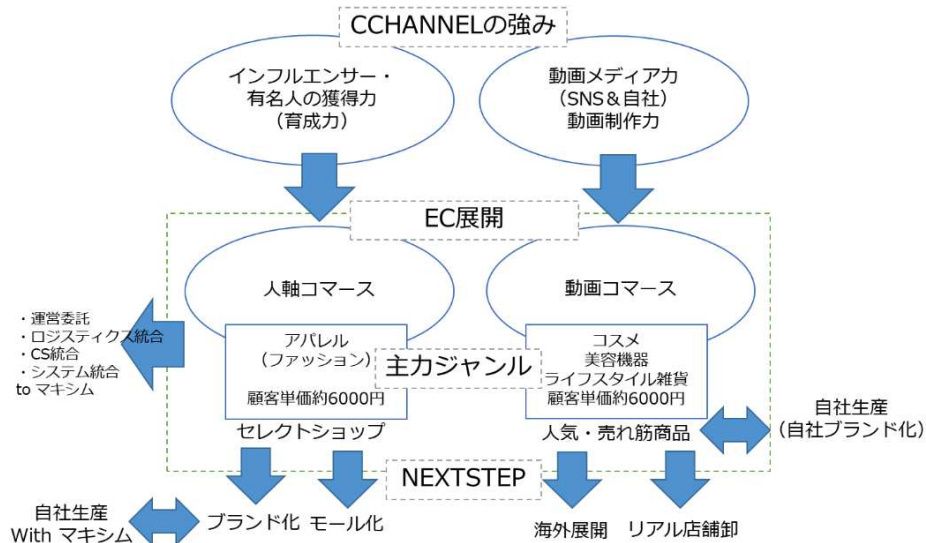 CCHANNELの強み
インフルエンサー・
有名人の獲得力
（育成力）
動画メディア力
（SNS＆自社）
動画制作力
EC展開
人軸コマース
動画コマース
・運営委託
・ロジスティクス統合
・CS統合
・システム統合
to マキシム
アパレル
（ファッション）
顧客単価約6000円
主力ジャンル
コスメ
美容機器
ライフスタイル雑貨
顧客単価約6000円
セレクトショップ
人気・売れ筋商品
自社生産
（自社ブランド化）
NEXTSTEP
自社生産
With マキシム
ブランド化
モール化
海外展開
リアル店舗卸